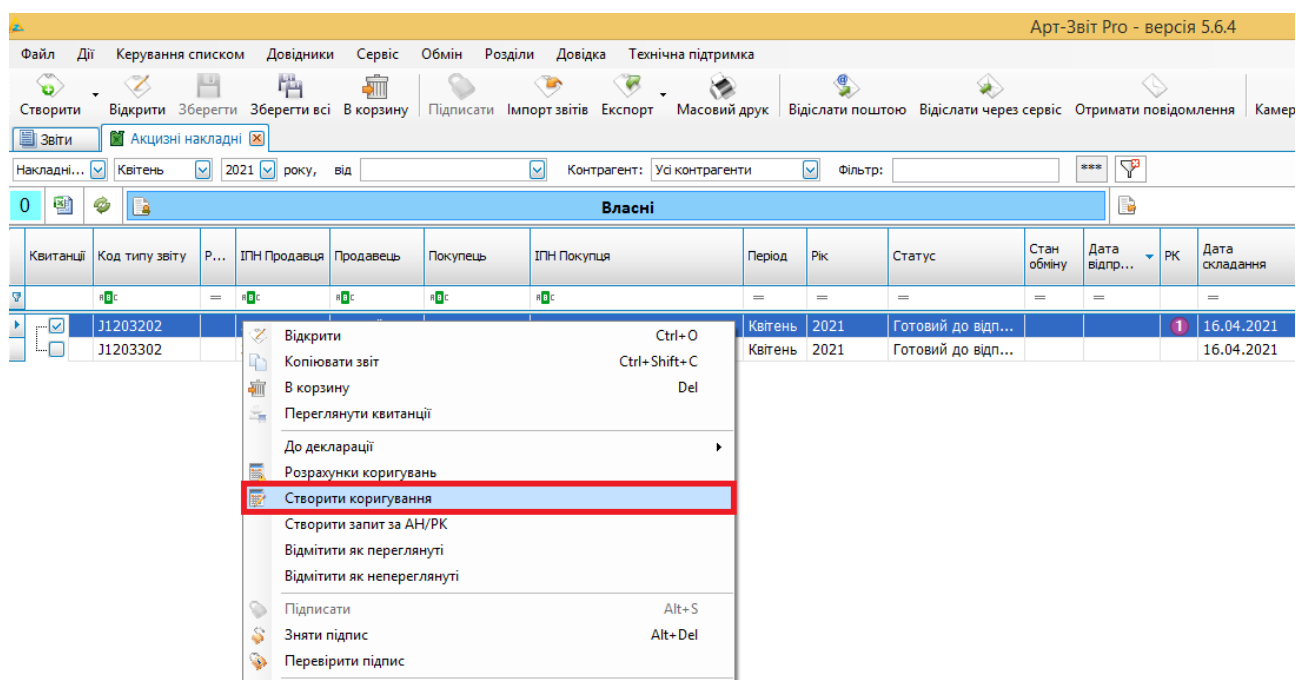 Арт-Звіт Pro - версія 5.6.4
Файл Дії Керування списком Довідники Сервіс Обмін Розділи Довідка Технічна підтримка
Створити Відкрити Зберегти Зберегти всі В корзину Підписати Імпорт звітів Експорт Масовий друк Відіслати поштою Відіслати через сервіс Отримати повідомлення Камер
Звіти Акцизні накладні
Накладні... Квітень 2021 року, від Контрагент: Усі контрагенти Фільтр: ***
0 Власні
Квитанції Код типу звіту Р... ІПН Продавця Продавець Покупець ІПН Покупця Період Рік Статус Стан обміну Дата відпр... РК Дата складання
= = = = = = =
J1203202 Квітень 2021 Готовий до відп... 1 16.04.2021
J1203302 Квітень 2021 Готовий до відп... 16.04.2021
Відкрити Ctrl+O
Копіювати звіт Ctrl+Shift+C
В корзину Del
Переглянути квитанції
До декларації
Розрахунки коригувань
Створити коригування
Створити запит за АН/РК
Відмітити як переглянуті
Відмітити як непереглянуті
Підписати Alt+S
Зняти підпис Alt+Del
Перевірити підпис